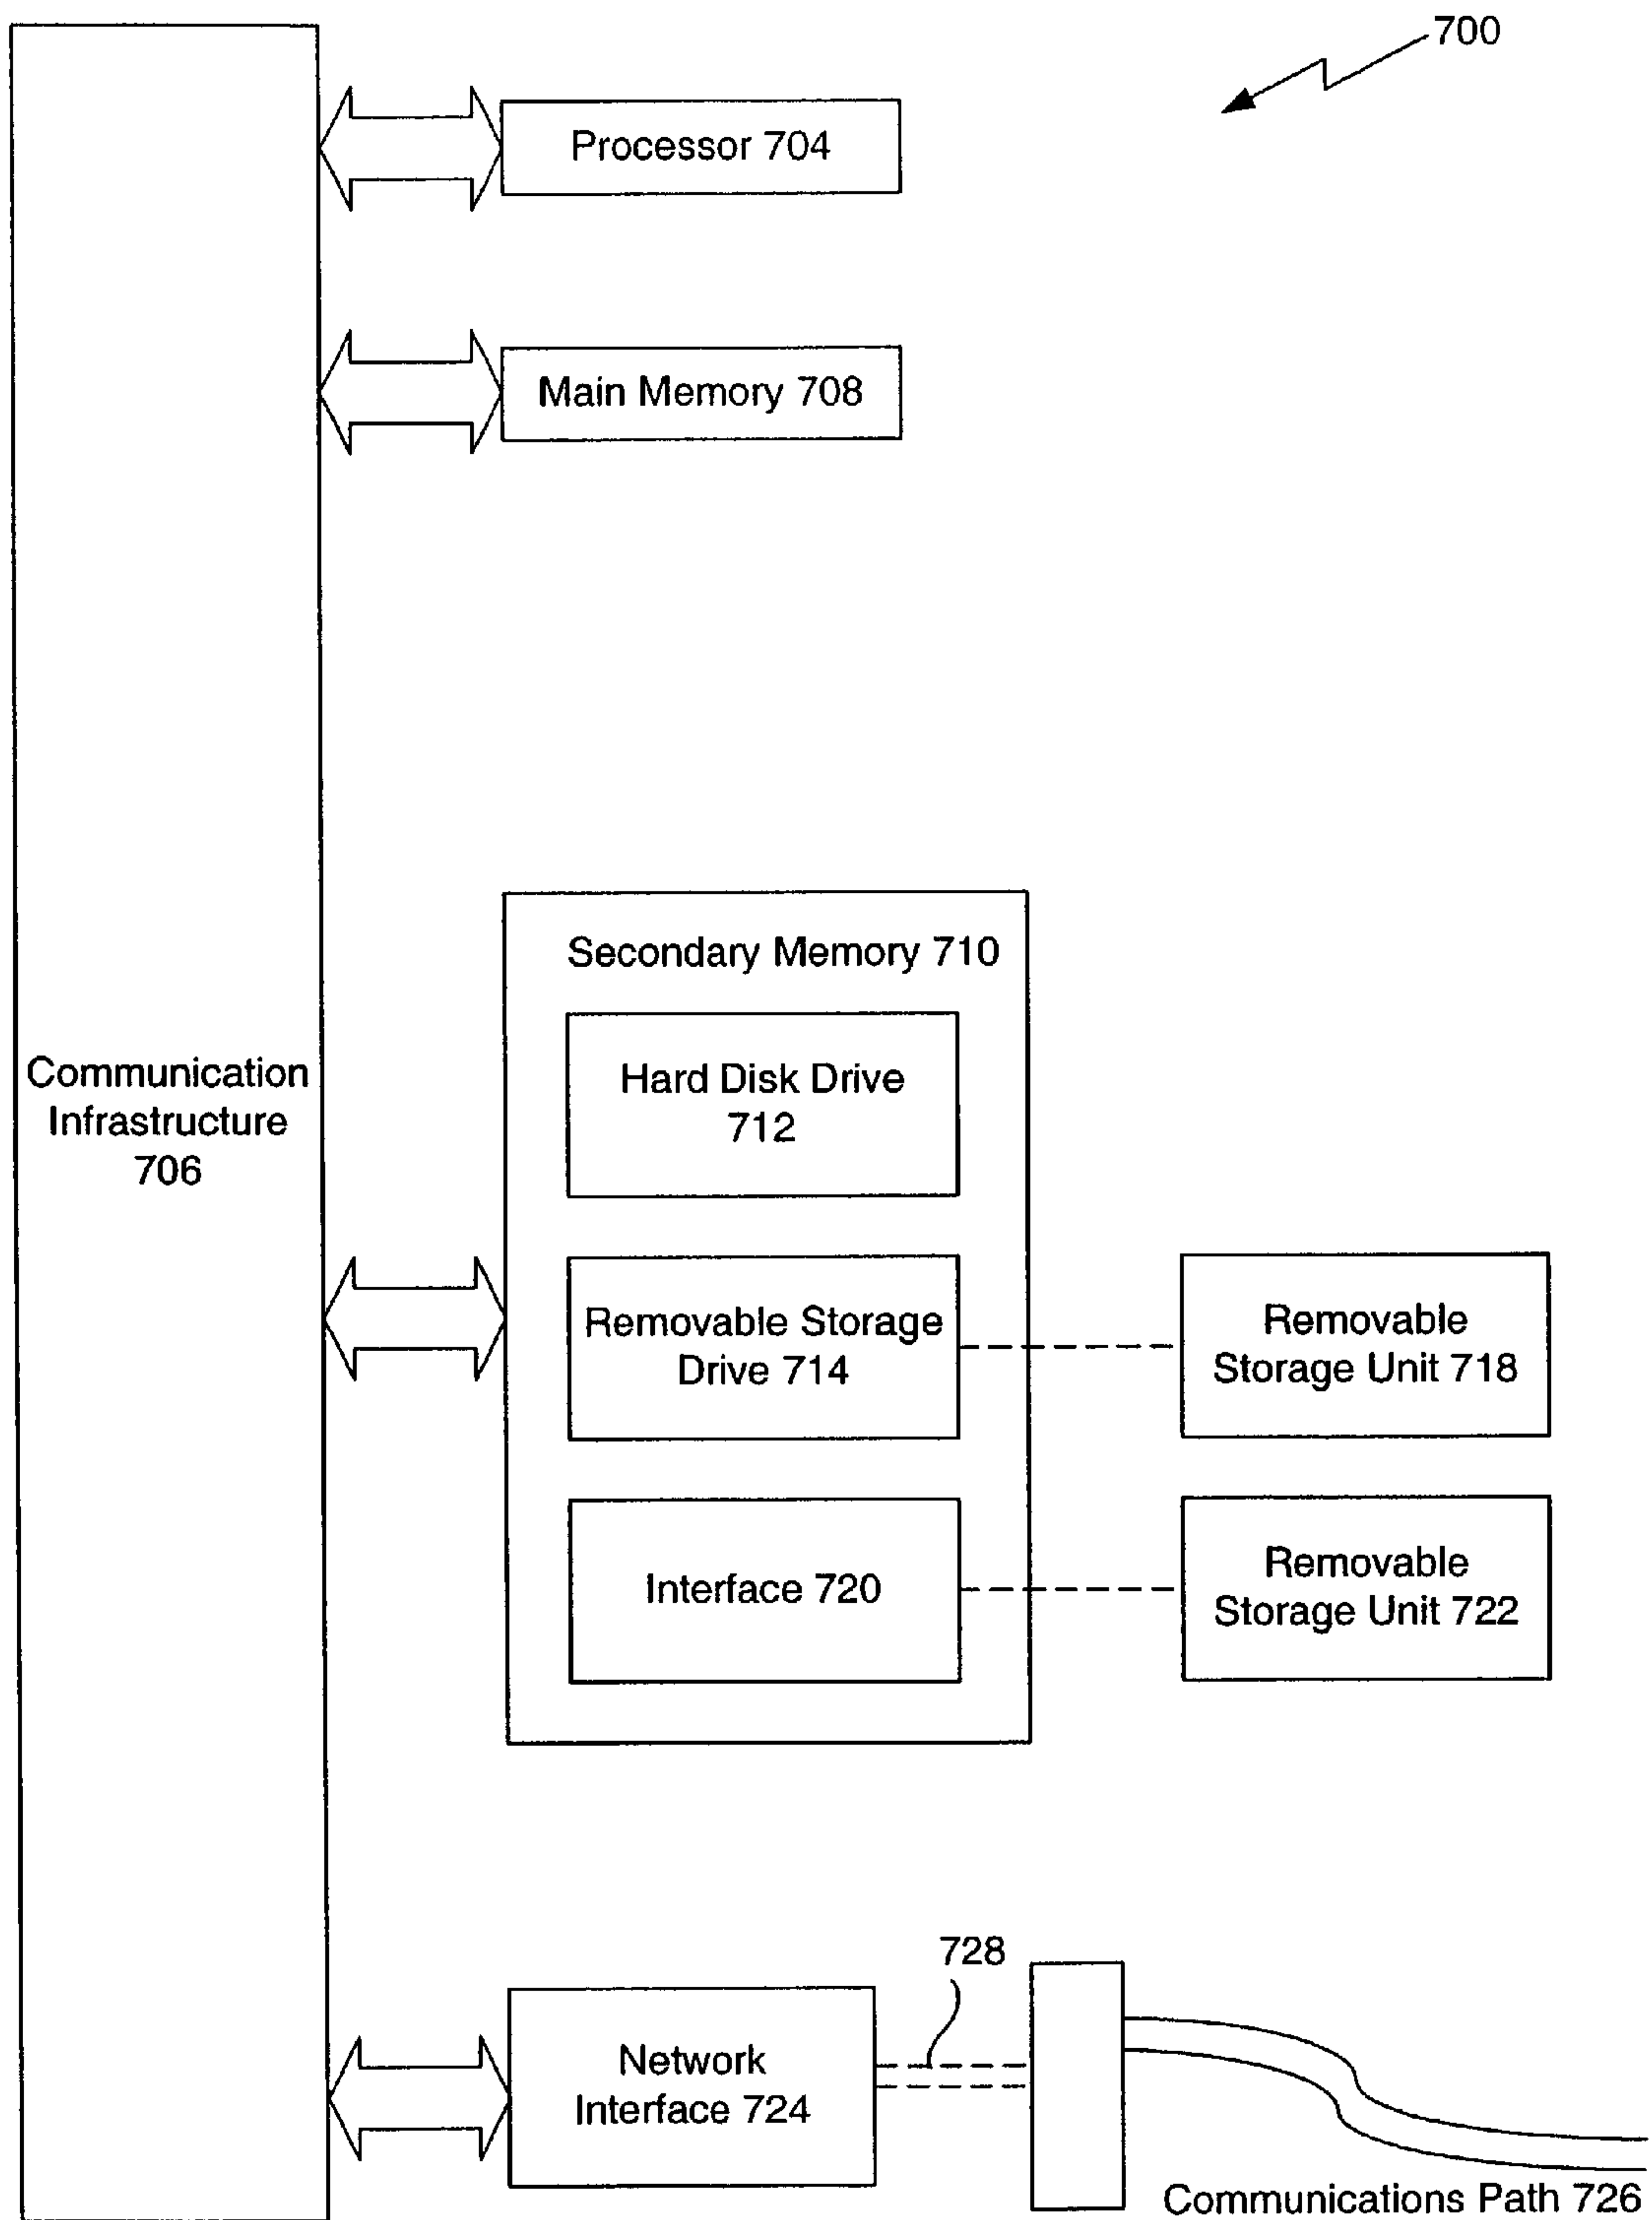 700
Processor 704
Main Memory 708
Secondary Memory 710
Hard Disk Drive
712
Communication
Infrastructure
706
Removable Storage
Drive 714
Removable
Storage Unit 718
Interface 720
Removable
Storage Unit 722
728
Network
Interface 724
Communications Path 726